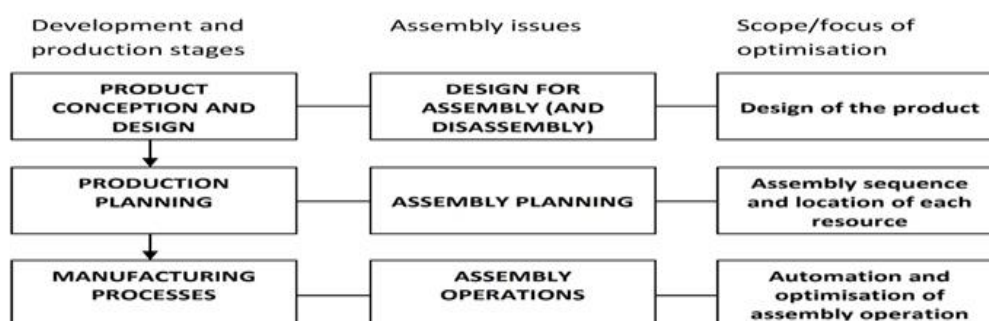 Development and
production stages
Assembly issues
Scope/focus of
optimisation
PRODUCT
CONCEPTION AND
DESIGN
DESIGN FOR
ASSEMBLY (AND
DISASSEMBLY)
Design of the product
PRODUCTION
PLANNING
ASSEMBLY PLANNING
Assembly sequence
and location of each
resource
MANUFACTURING
PROCESSES
ASSEMBLY
OPERATIONS
Automation and
optimisation of
assembly operation